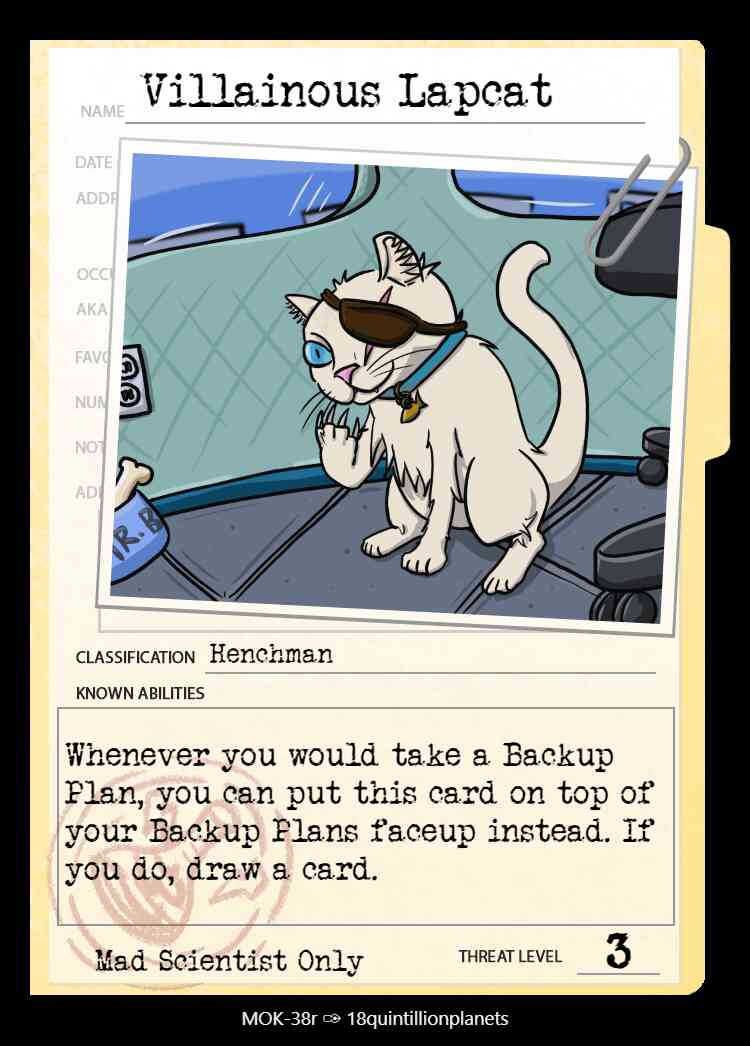 Villainous Lapcat
NAME
DATE
ADDR
OCCU
AKA
FAVO
NUM
NOT
ADD
CLASSIFICATION Henchman
KNOWN ABILITIES
Whenever you would take a Backup
Plan, you can put this card on top of
your Backup Plans faceup instead. If
you do, draw a card.
Mad Scientist Only
THREAT LEVEL 3
MOK-38r ✑ 18quintillionplanets